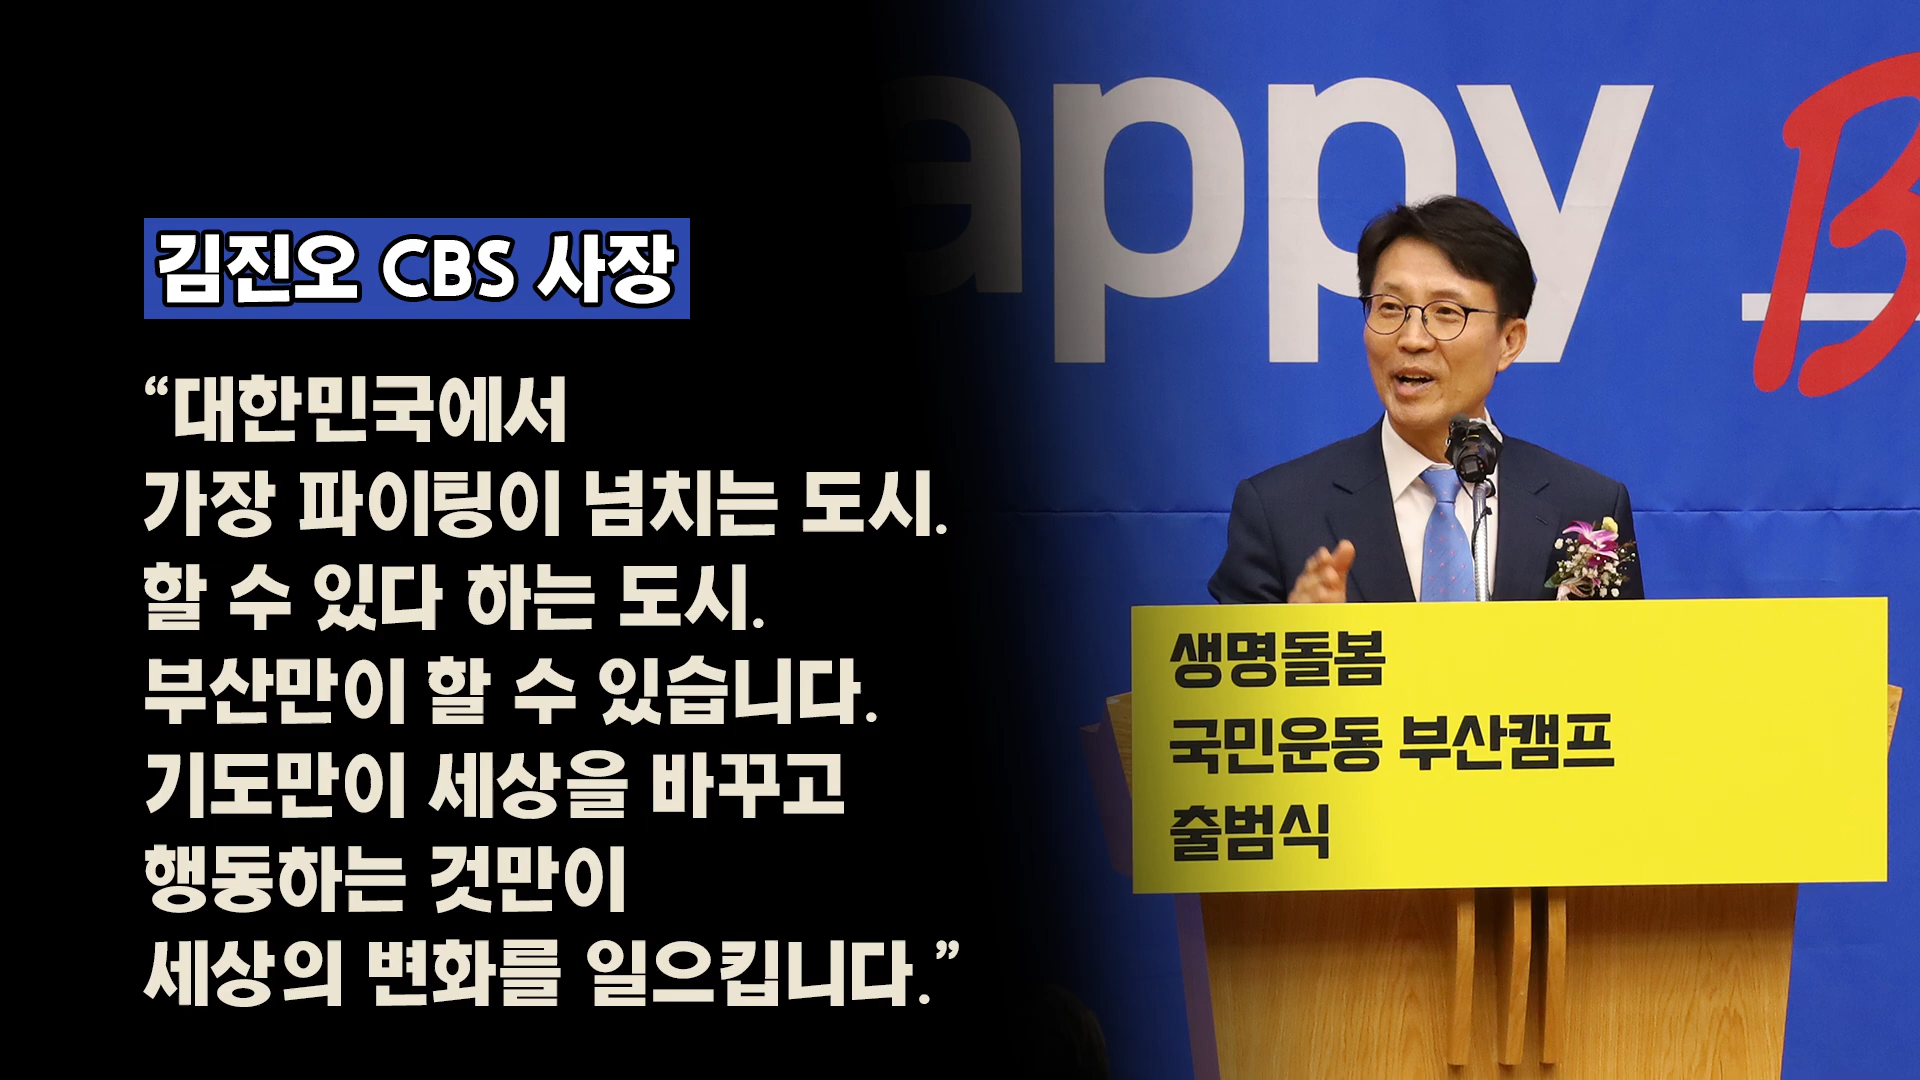 appy B
김진오 CBS 사장
“대한민국에서
가장 파이팅이 넘치는 도시.
할 수 있다 하는 도시.
부산만이 할 수 있습니다.
기도만이 세상을 바꾸고
행동하는 것만이
세상의 변화를 일으킵니다.”
생명돌봄
국민운동 부산캠프
출범식